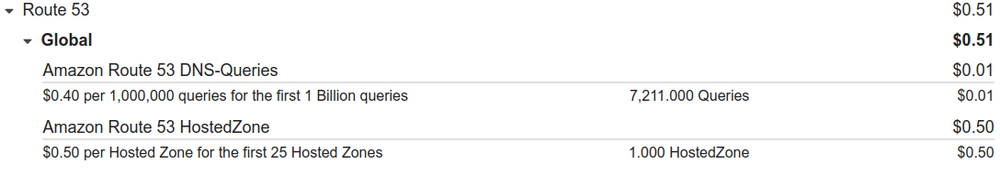 Route 53 $0.51
Global $0.51
Amazon Route 53 DNS-Queries $0.01
$0.40 per 1,000,000 queries for the first 1 Billion queries 7,211.000 Queries $0.01
Amazon Route 53 HostedZone $0.50
$0.50 per Hosted Zone for the first 25 Hosted Zones 1.000 HostedZone $0.50